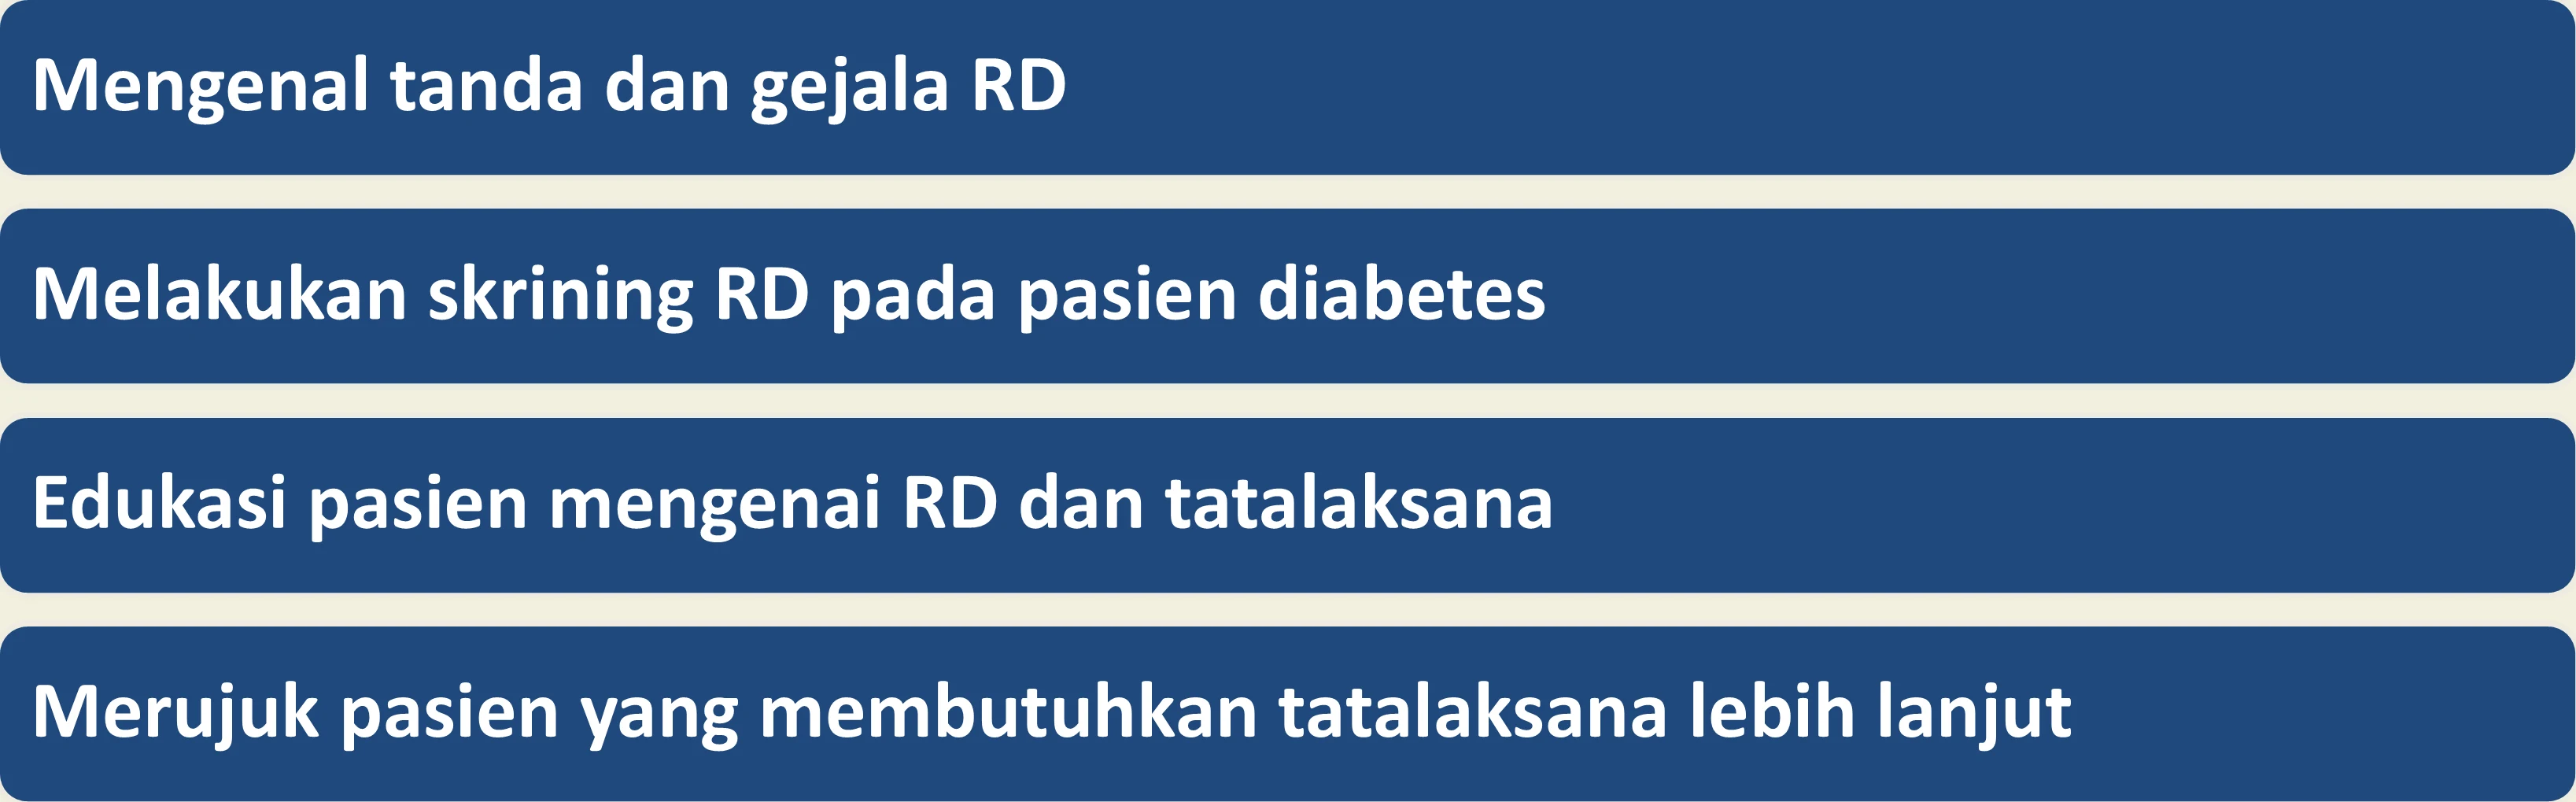 Mengenal tanda dan gejala RD
Melakukan skrining RD pada pasien diabetes
Edukasi pasien mengenai RD dan tatalaksana
Merujuk pasien yang membutuhkan tatalaksana lebih lanjut